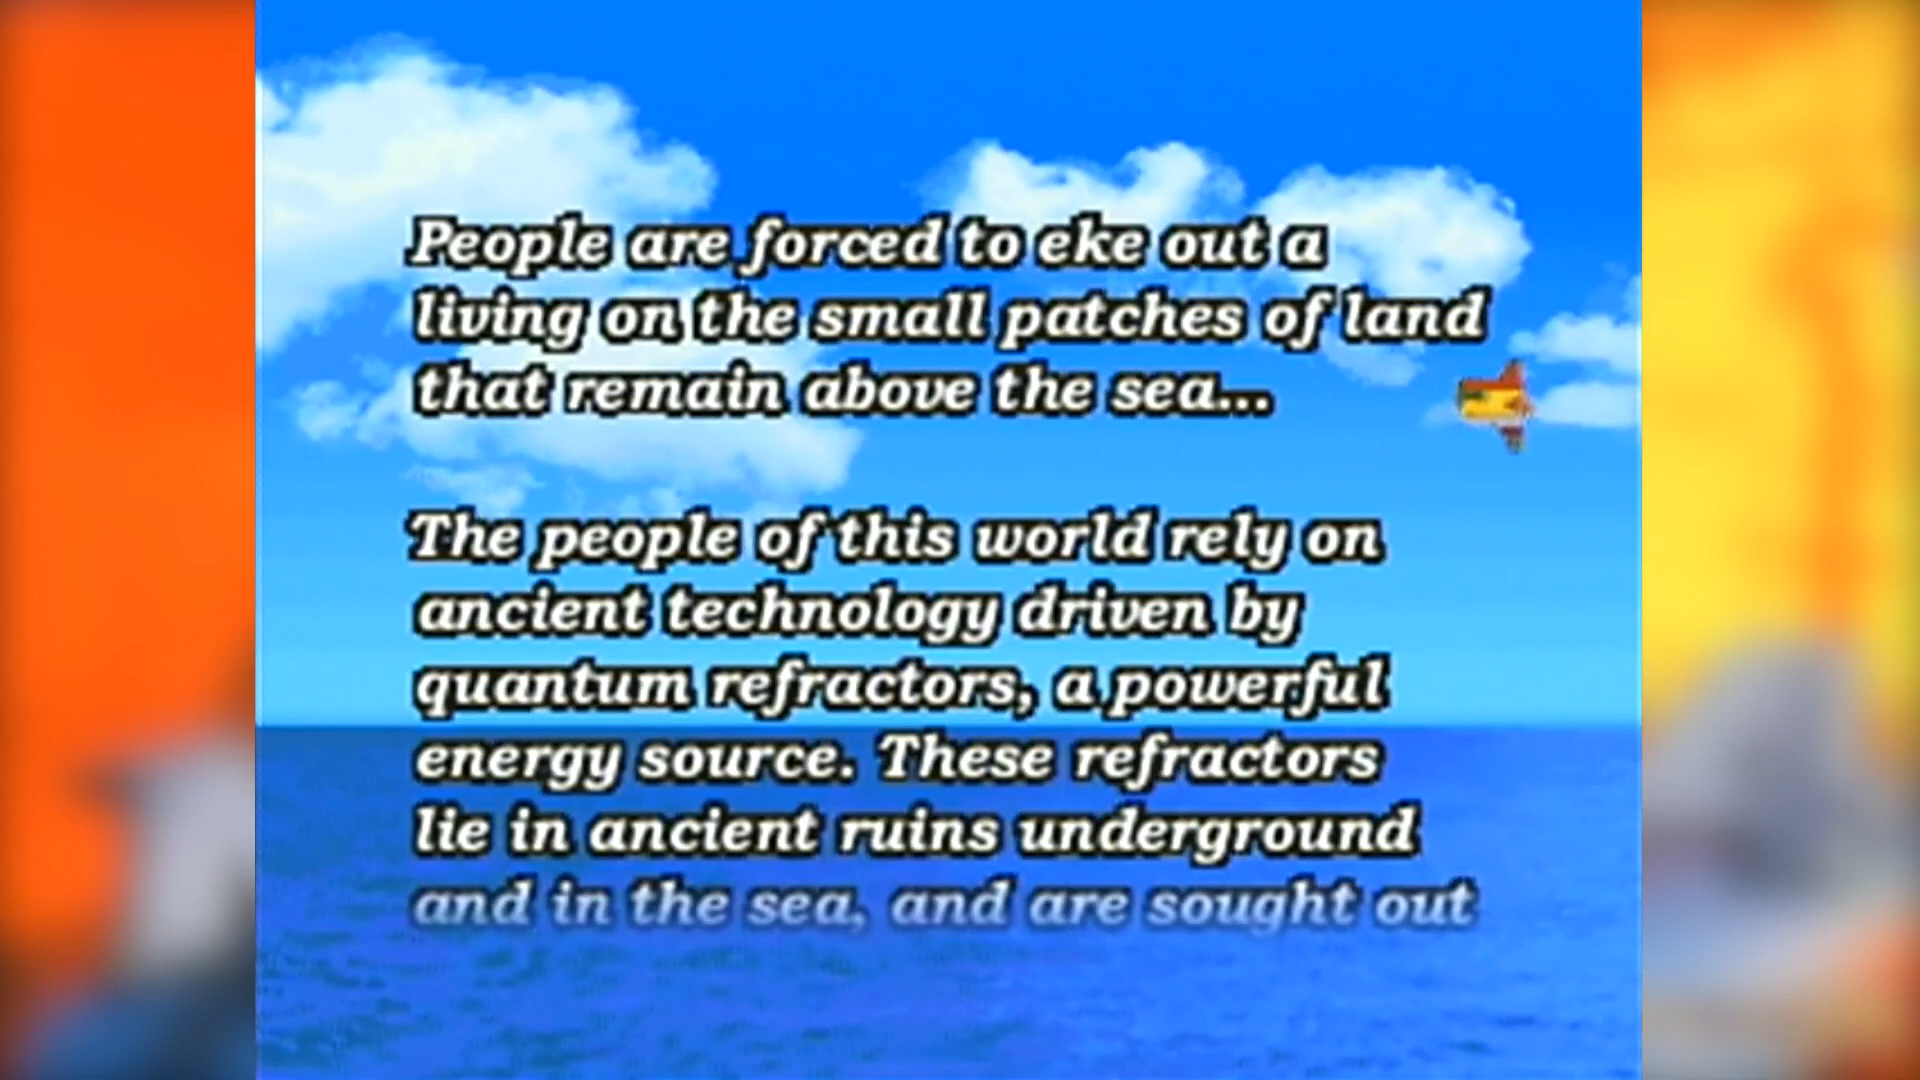 People are forced to eke out a
living on the small patches of land
that remain above the sea...
The people of this world rely on
ancient technology driven by
quantum refractors, a powerful
energy source. These refractors
lie in ancient ruins underground
and in the sea, and are sought out